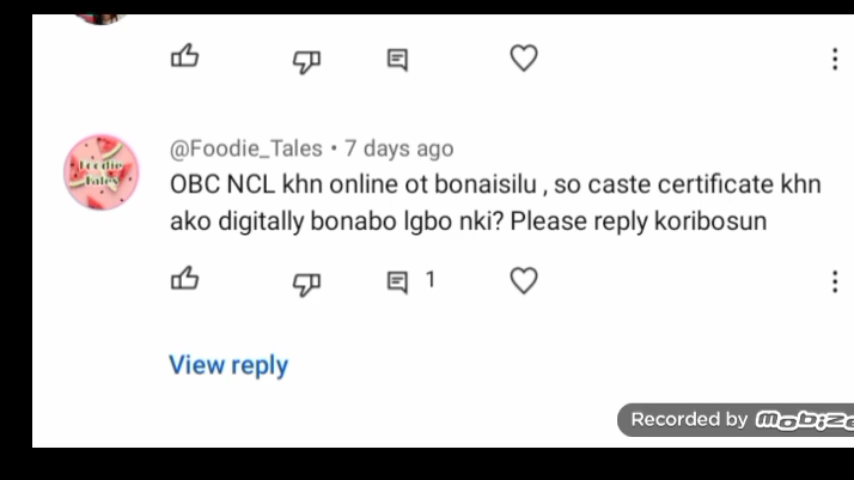 @Foodie_Tales • 7 days ago
OBC NCL khn online ot bonaisilu , so caste certificate khn
ako digitally bonabo lgbo nki? Please reply koribosun
1
View reply
Recorded by